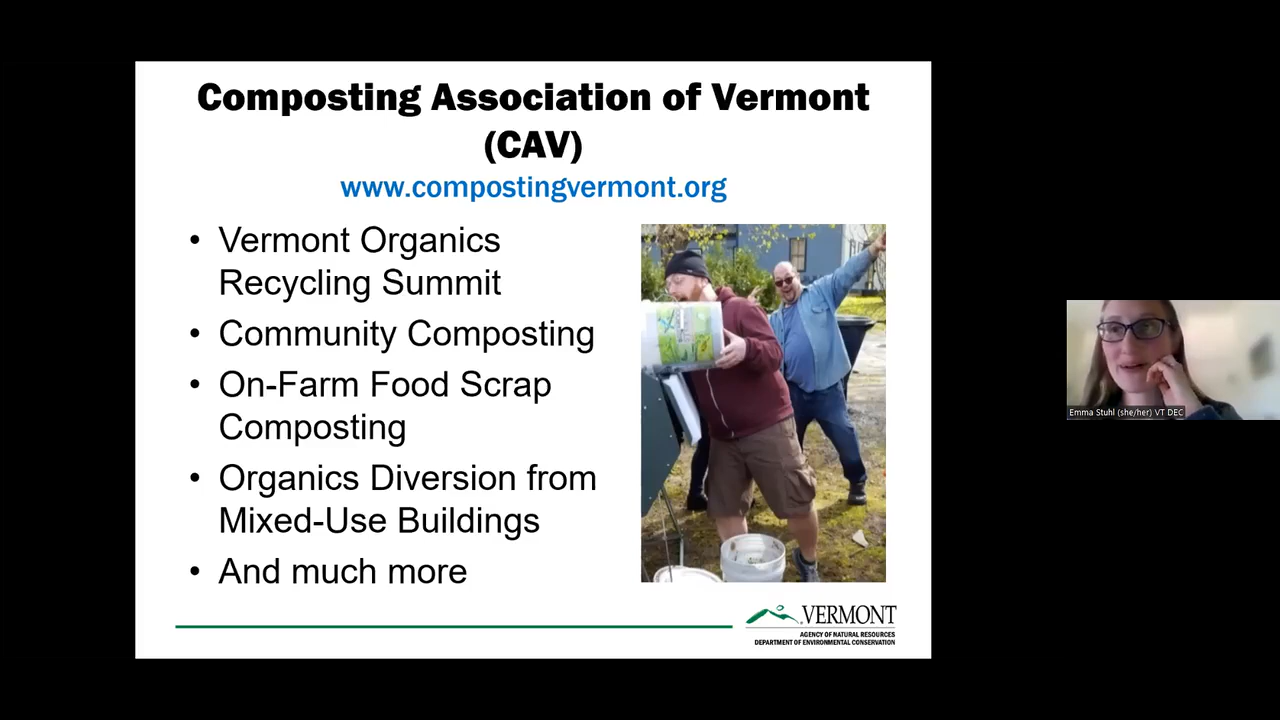 Composting Association of Vermont
(CAV)
www.compostingvermont.org
• Vermont Organics
Recycling Summit
• Community Composting
• On-Farm Food Scrap
Composting
• Organics Diversion from
Mixed-Use Buildings
• And much more
VERMONT
AGENCY OF NATURAL RESOURCES
DEPARTMENT OF ENVIRONMENTAL CONSERVATION
Emma Stuhl (she/her) VT DEC